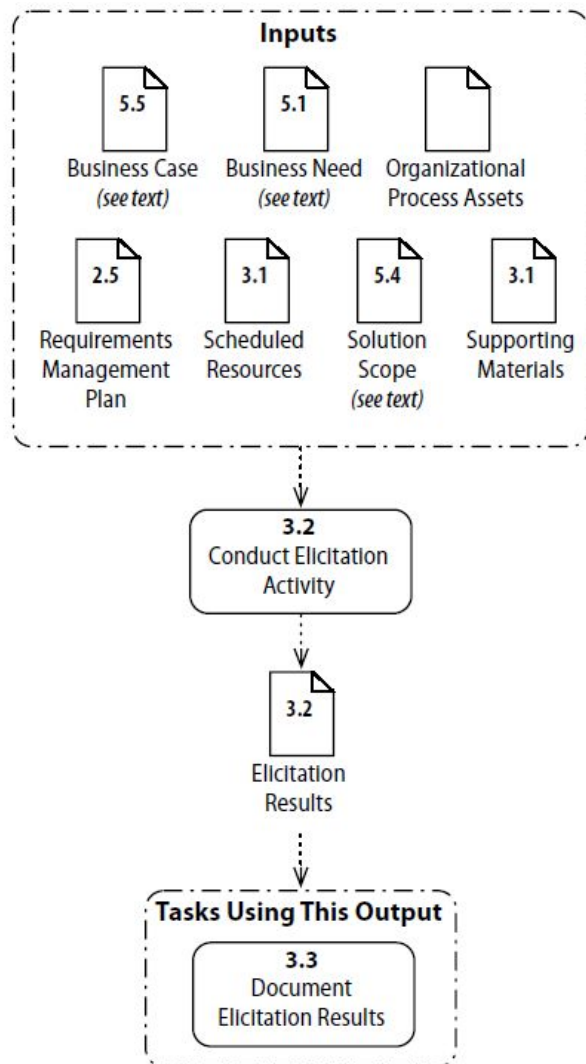 Inputs
5.5
5.1
Business Case
(see text)
Business Need
(see text)
Organizational
Process Assets
2.5
3.1
5.4
3.1
Requirements
Management
Plan
Scheduled
Resources
Solution
Scope
(see text)
Supporting
Materials
3.2
Conduct Elicitation
Activity
3.2
Elicitation
Results
Tasks Using This Output
3.3
Document
Elicitation Results